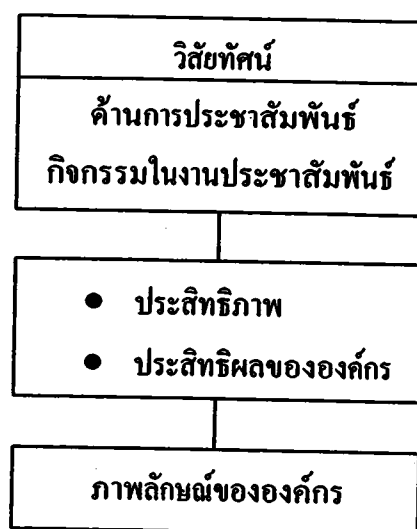 วิสัยทัศน์
ด้านการประชาสัมพันธ์
กิจกรรมในงานประชาสัมพันธ์
● ประสิทธิภาพ
● ประสิทธิผลขององค์กร
ภาพลักษณ์ขององค์กร